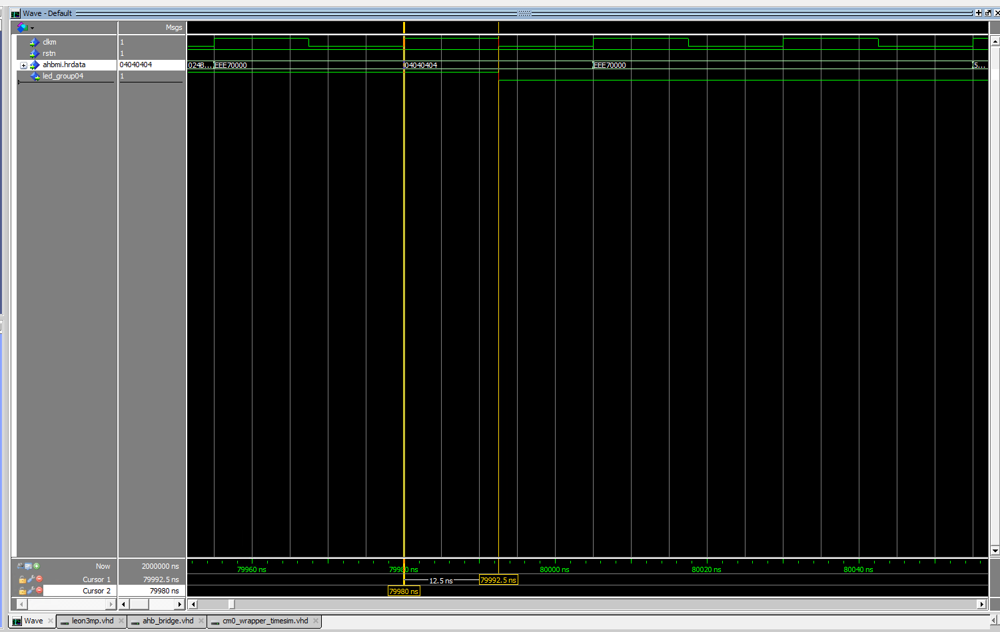 Wave - Default
Msgs
clkm 1
rstn 1
ahbmi.hrdata 04040404 024B... EEE70000 04040404 EEE70000 5...
led_group04 1
Now 2000000 ns 79960 ns 79980 ns 80000 ns 80020 ns 80040 ns
Cursor 1 79992.5 ns 12.5 ns 79992.5 ns
Cursor 2 79980 ns 79980 ns
Wave leon3mp.vhd ahb_bridge.vhd cm0_wrapper_timesim.vhd